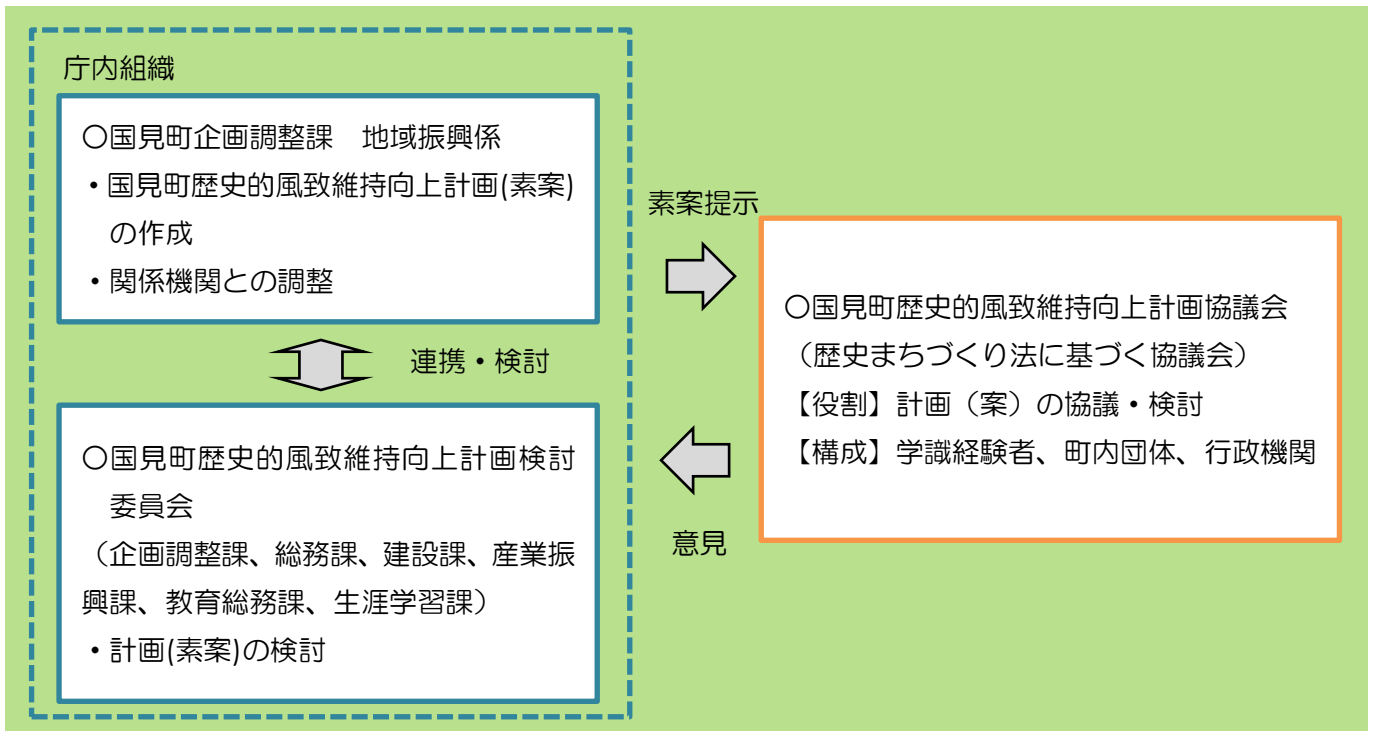 庁内組織
〇国見町企画調整課　地域振興係
・国見町歴史的風致維持向上計画(素案)
の作成
・関係機関との調整
連携・検討
〇国見町歴史的風致維持向上計画検討
委員会
（企画調整課、総務課、建設課、産業振
興課、教育総務課、生涯学習課）
・計画(素案)の検討
素案提示
〇国見町歴史的風致維持向上計画協議会
（歴史まちづくり法に基づく協議会）
【役割】計画（案）の協議・検討
【構成】学識経験者、町内団体、行政機関
意見